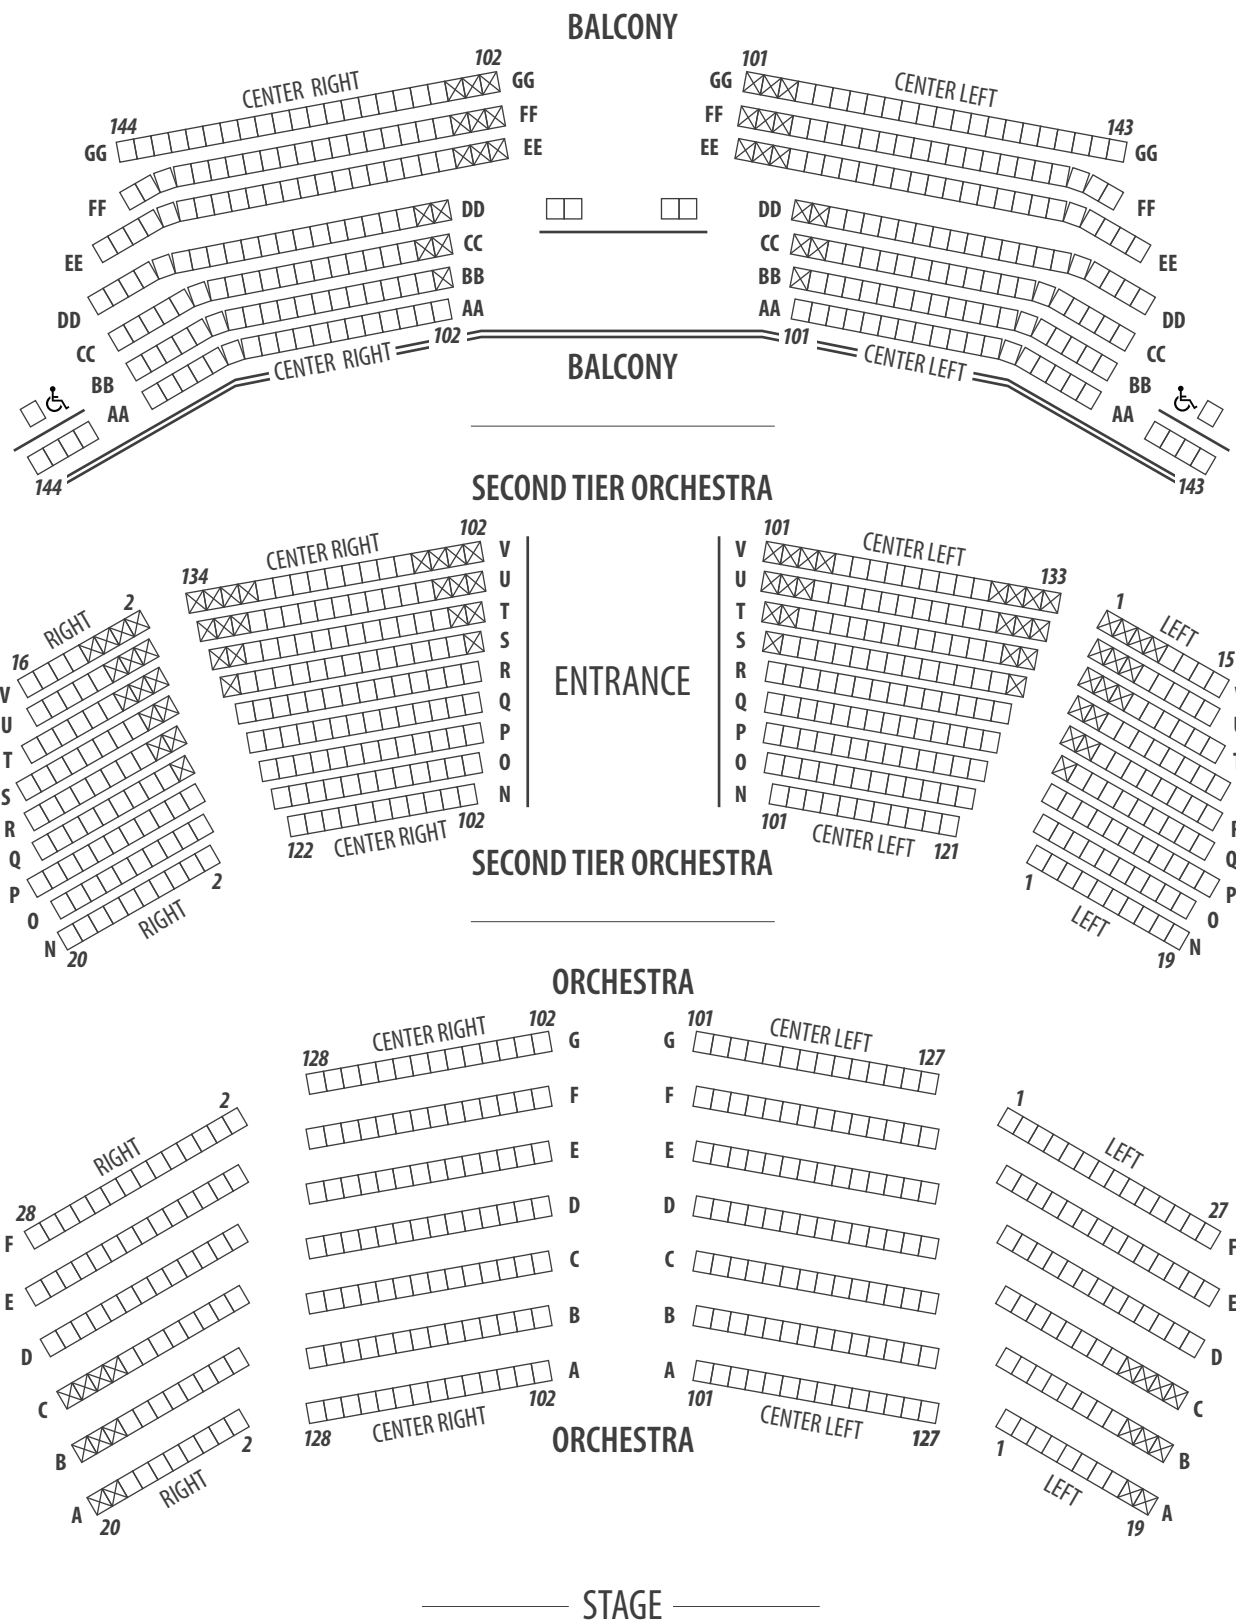 BALCONY
102 101
CENTER RIGHT CENTER LEFT
GG GG
144 143
FF FF
GG GG
EE EE
FF DD DD FF
CC CC
EE EE
BB BB
AA AA
DD DD
102 101
CC CENTER RIGHT BALCONY CENTER LEFT CC
BB BB
AA AA
144 143
SECOND TIER ORCHESTRA
102 101
CENTER RIGHT CENTER LEFT
V V
134 133
U U
2 1
RIGHT LEFT
T T
S S
16 15
R ENTRANCE R
V
Q Q
U
P P
T
O O
S
N N
R
CENTER RIGHT 102 101 CENTER LEFT
122 121
Q SECOND TIER ORCHESTRA Q
2 1
P P
RIGHT LEFT
O O
N N
20 19
ORCHESTRA
102 101
CENTER RIGHT CENTER LEFT
G G
128 127
F F
2 1
RIGHT LEFT
E E
D D
28 27
F F
C C
E E
B B
D D
A A
102 101
C C
CENTER RIGHT CENTER LEFT
128 127
ORCHESTRA
2 1
B B
RIGHT LEFT
A A
20 19
STAGE